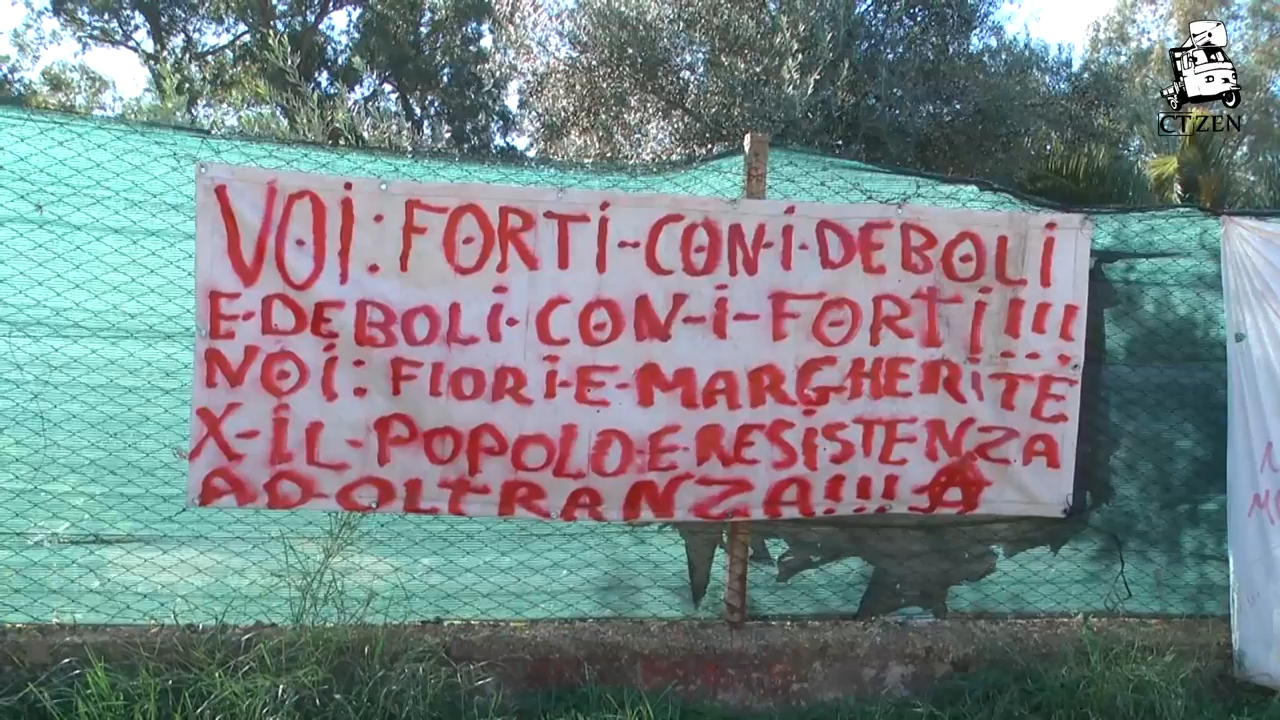 CTZEN
VOI: FORTI-CON-I-DEBOLI
E-DEBOLI-CON-I-FORTI!!!
NOI: FIORI-E-MARGHERITE
X-IL-POPOLO-E-RESISTENZA
AD-OLTRANZA!!! A